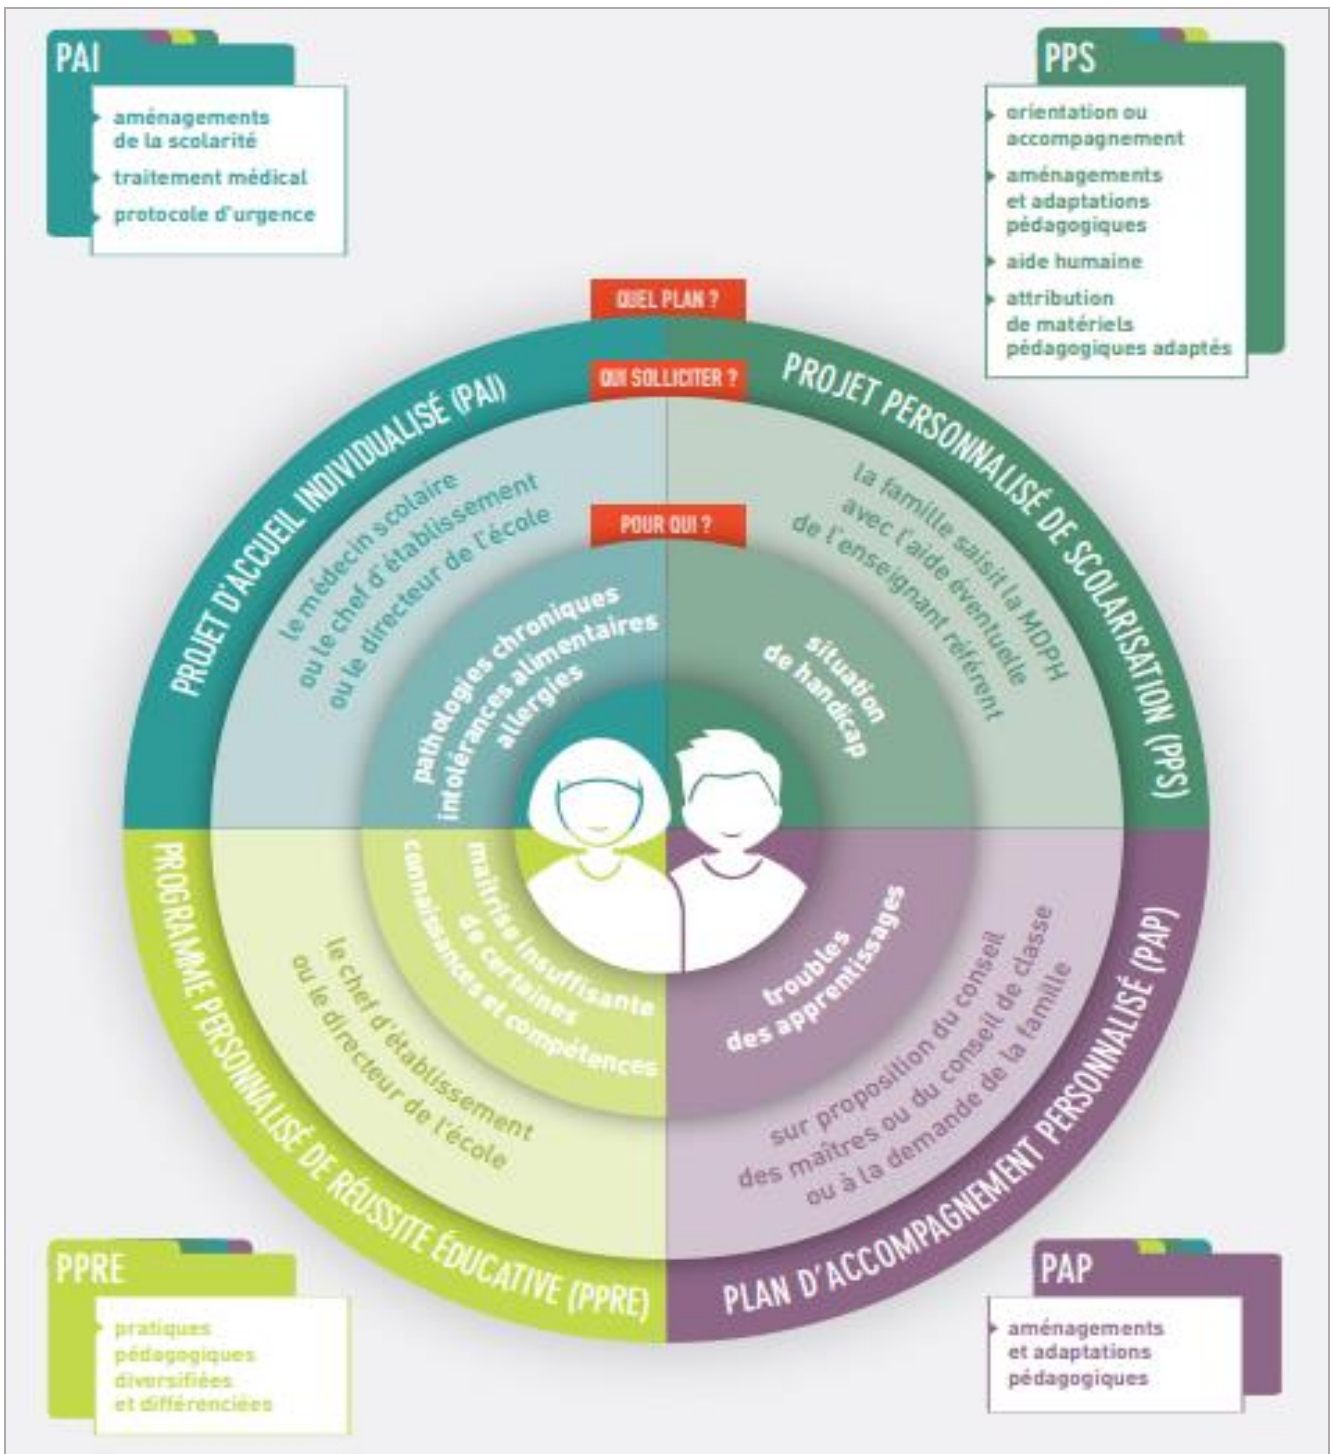 PAI
aménagements
de la scolarité
traitement médical
protocole d'urgence
PPS
orientation ou
accompagnement
aménagements
et adaptations
pédagogiques
aide humaine
attribution
de matériels
pédagogiques adaptés
QUEL PLAN ?
QUI SOLLICITER ?
POUR QUI ?
PROJET D'ACCUEIL INDIVIDUALISÉ (PAI)
le médecin scolaire
ou le chef d'établissement
ou le directeur de l'école
pathologies chroniques
intolérances alimentaires
allergies
PROJET PERSONNALISÉ DE SCOLARISATION (PPS)
la famille saisit la MDPH
avec l'aide éventuelle
de l'enseignant référent
situation
de handicap
PROGRAMME PERSONNALISÉ DE RÉUSSITE ÉDUCATIVE (PPRE)
le chef d'établissement
ou le directeur de l'école
maîtrise insuffisante
de certaines
connaissances et compétences
PLAN D'ACCOMPAGNEMENT PERSONNALISÉ (PAP)
sur proposition du conseil
des maîtres ou du conseil de classe
ou à la demande de la famille
troubles
des apprentissages
PPRE
pratiques
pédagogiques
diversifiées
et différenciées
PAP
aménagements
et adaptations
pédagogiques